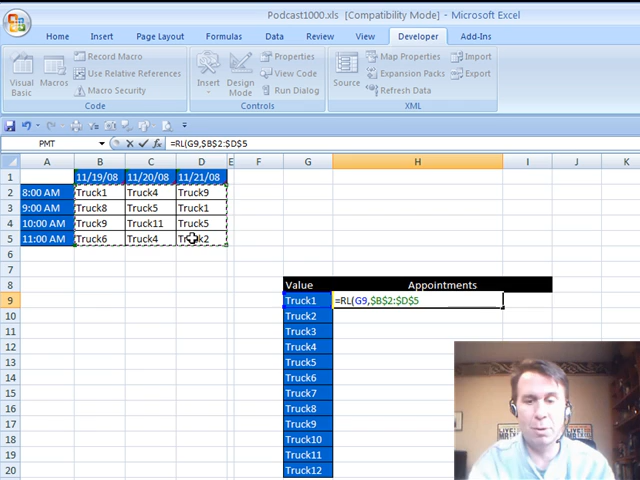 Podcast1000.xls [Compatibility Mode] - Microsoft Excel
Home Insert Page Layout Formulas Data Review View Developer Add-Ins
Visual Basic Macros Record Macro Use Relative References Macro Security
Insert Design Mode Properties View Code Run Dialog
Source Map Properties Expansion Packs Refresh Data Import Export
Code Controls XML
PMT fx =RL(G9,$B$2:$D$5
A B C D E F G H I J K
1 11/19/08 11/20/08 11/21/08
2 8:00 AM Truck1 Truck4 Truck9
3 9:00 AM Truck8 Truck5 Truck1
4 10:00 AM Truck9 Truck11 Truck5
5 11:00 AM Truck6 Truck4 Truck2
6
7
8 Value Appointments
9 Truck1 =RL(G9,$B$2:$D$5
10 Truck2
11 Truck3
12 Truck4
13 Truck5
14 Truck6
15 Truck7
16 Truck8
17 Truck9
18 Truck10
19 Truck11
20 Truck12